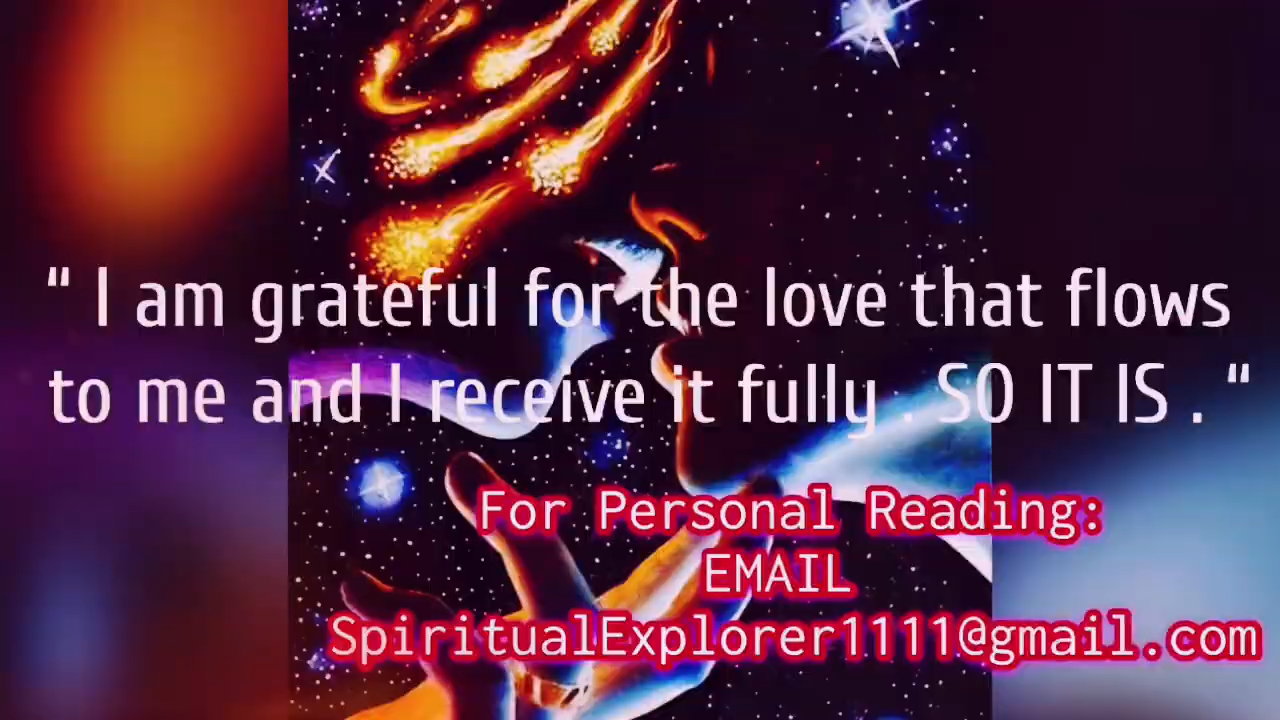 “ I am grateful for the love that flows
to me and I receive it fully . SO IT IS . “
For Personal Reading:
EMAIL
SpiritualExplorer1111@gmail.com